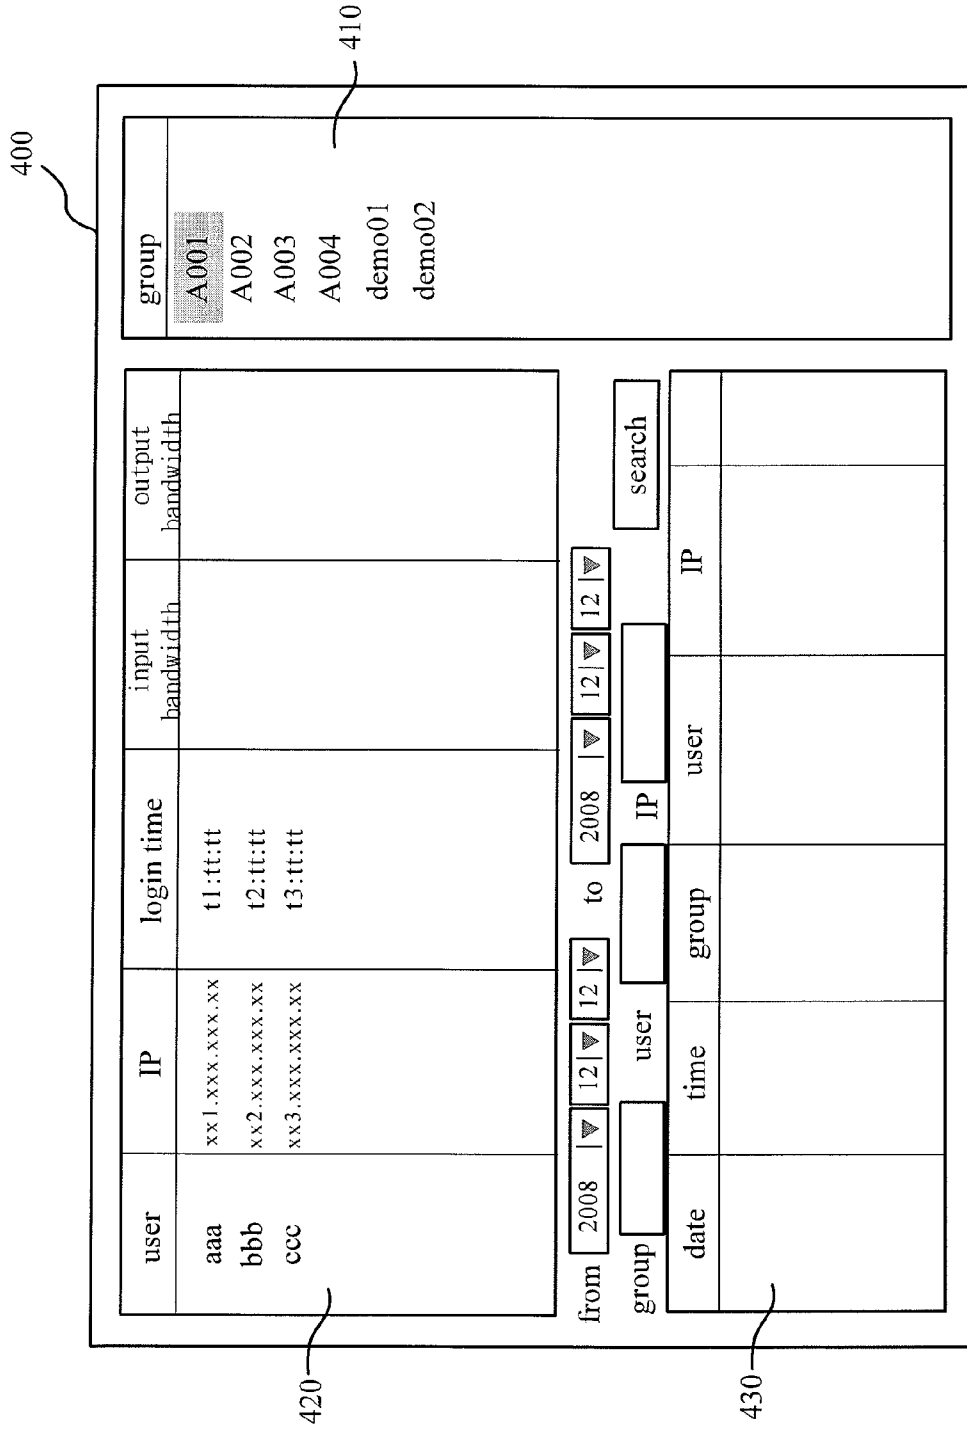 400
user IP login time input bandwidth output bandwidth
aaa xx1.xxx.xxx.xx t1:tt:tt
bbb xx2.xxx.xxx.xx t2:tt:tt
ccc xx3.xxx.xxx.xx t3:tt:tt
420
group
A001
A002
A003
A004
demo01
demo02
410
from 2008 12 12 to 2008 12 12
group user IP search
date time group user IP
430